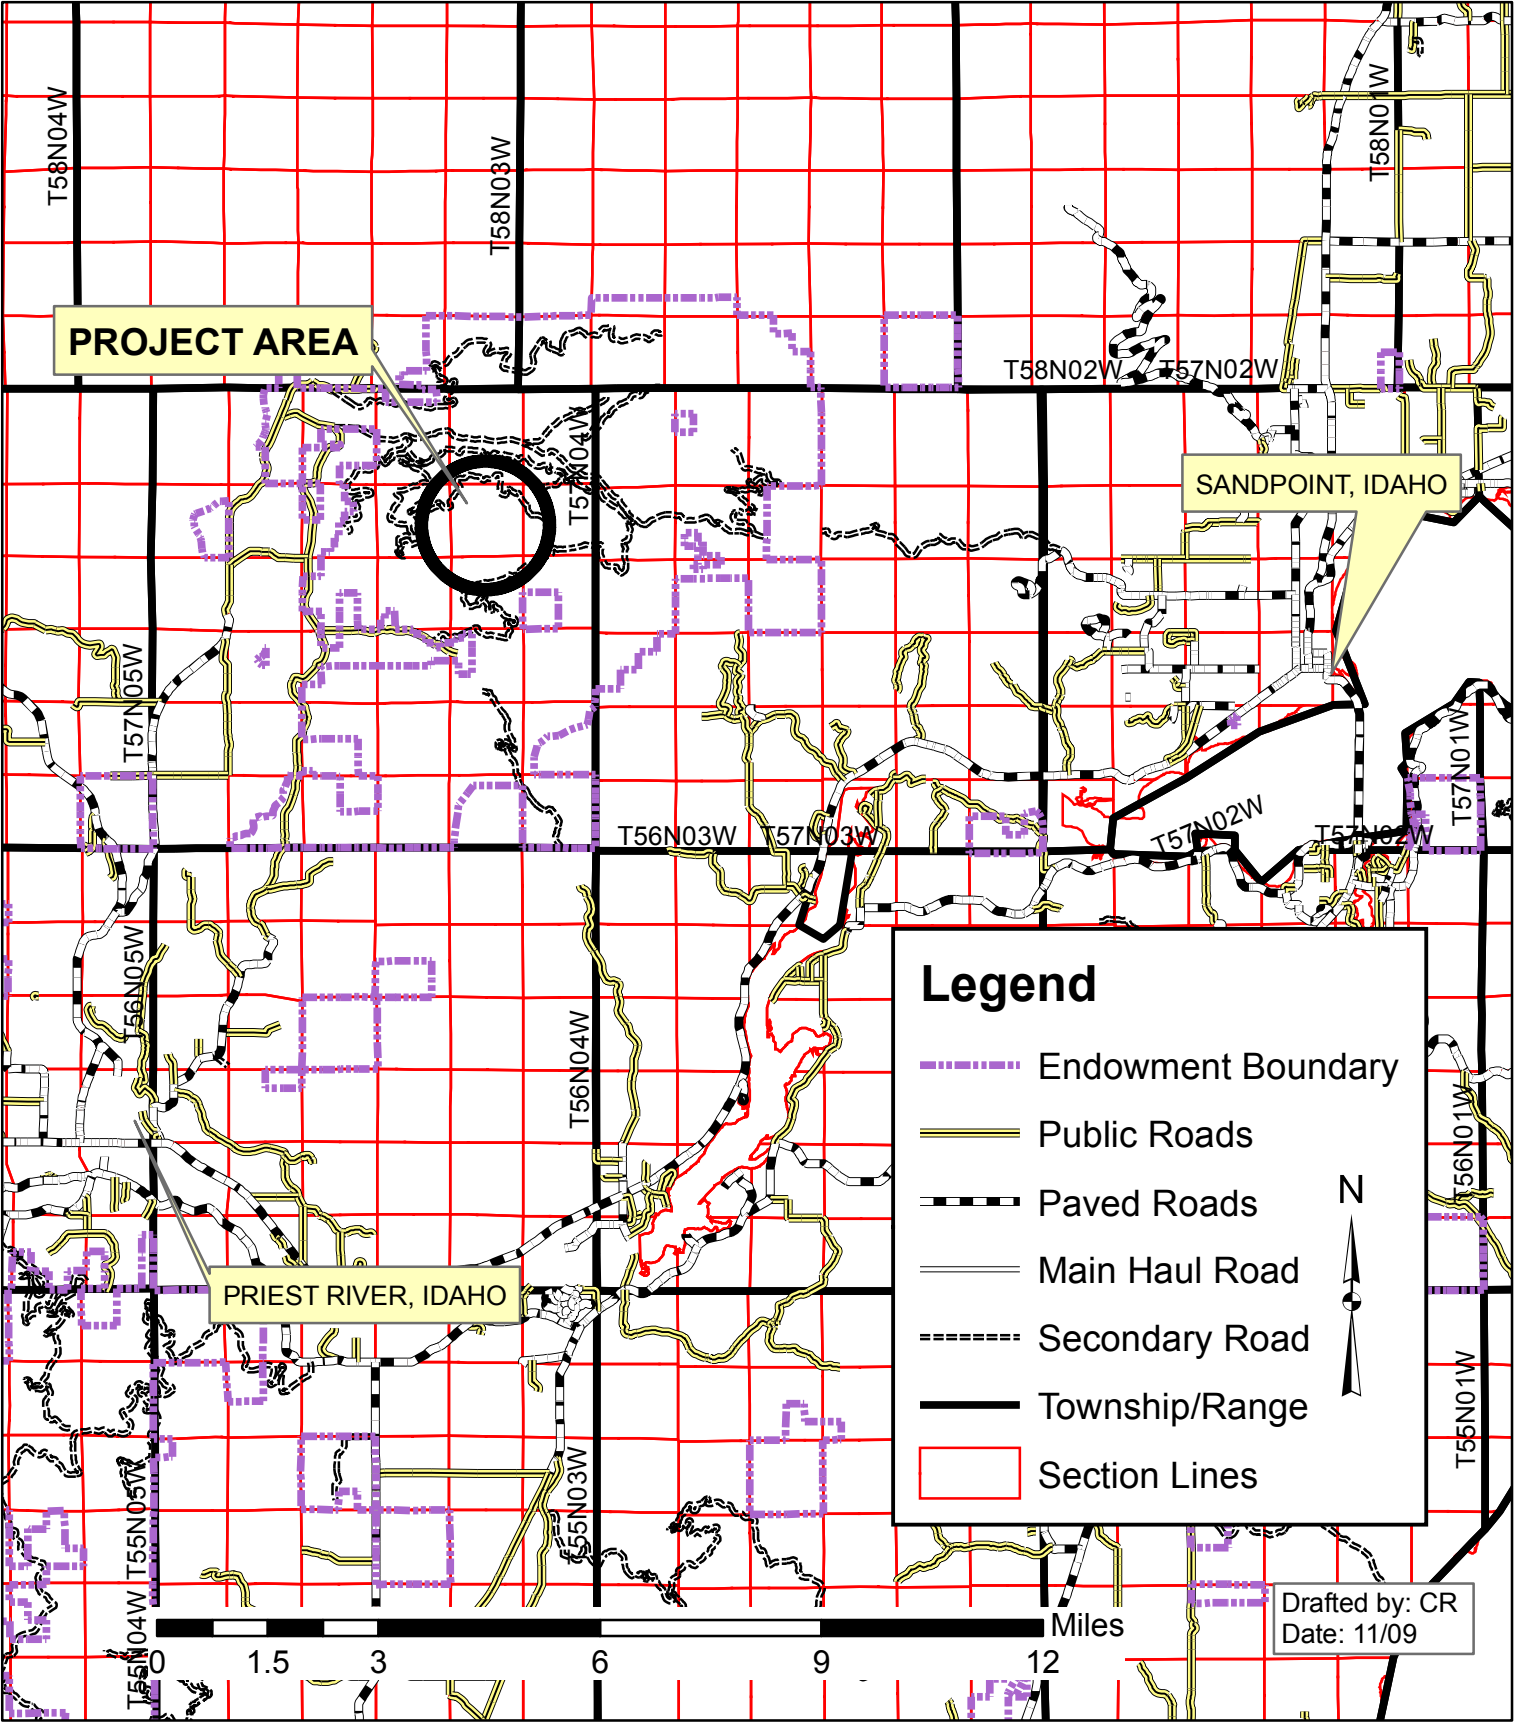 T58N04W
T58N03W
T58N01W
PROJECT AREA
T58N02W
T57N02W
T57N04W
SANDPOINT, IDAHO
T57N05W
T57N01W
T56N03W
T57N03W
T57N02W
T57N02W
T56N05W
T56N04W
T56N01W
Legend
Endowment Boundary
Public Roads
Paved Roads
Main Haul Road
Secondary Road
Township/Range
Section Lines
N
PRIEST RIVER, IDAHO
T55N01W
T55N05W
T55N03W
T55N04W
Drafted by: CR
Date: 11/09
Miles
0 1.5 3 6 9 12